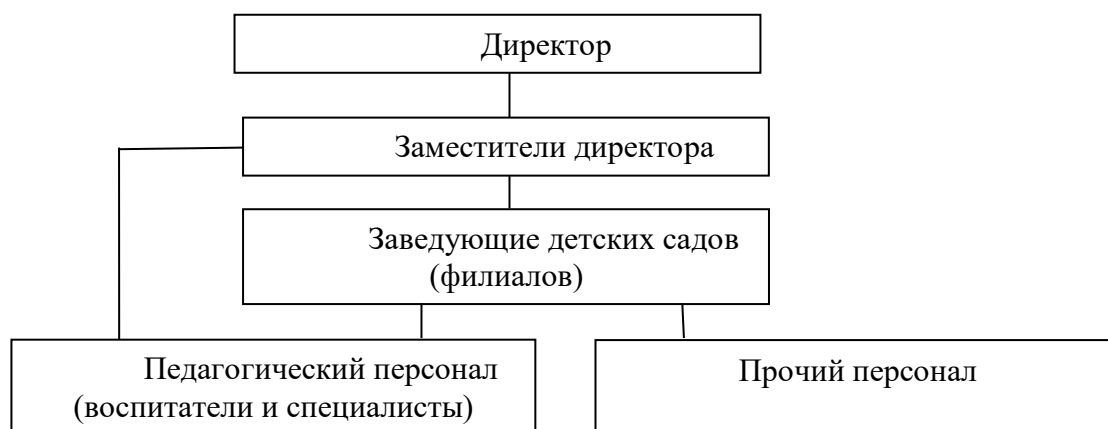 Директор
Заместители директора
Заведующие детских садов
(филиалов)
Педагогический персонал
(воспитатели и специалисты)
Прочий персонал